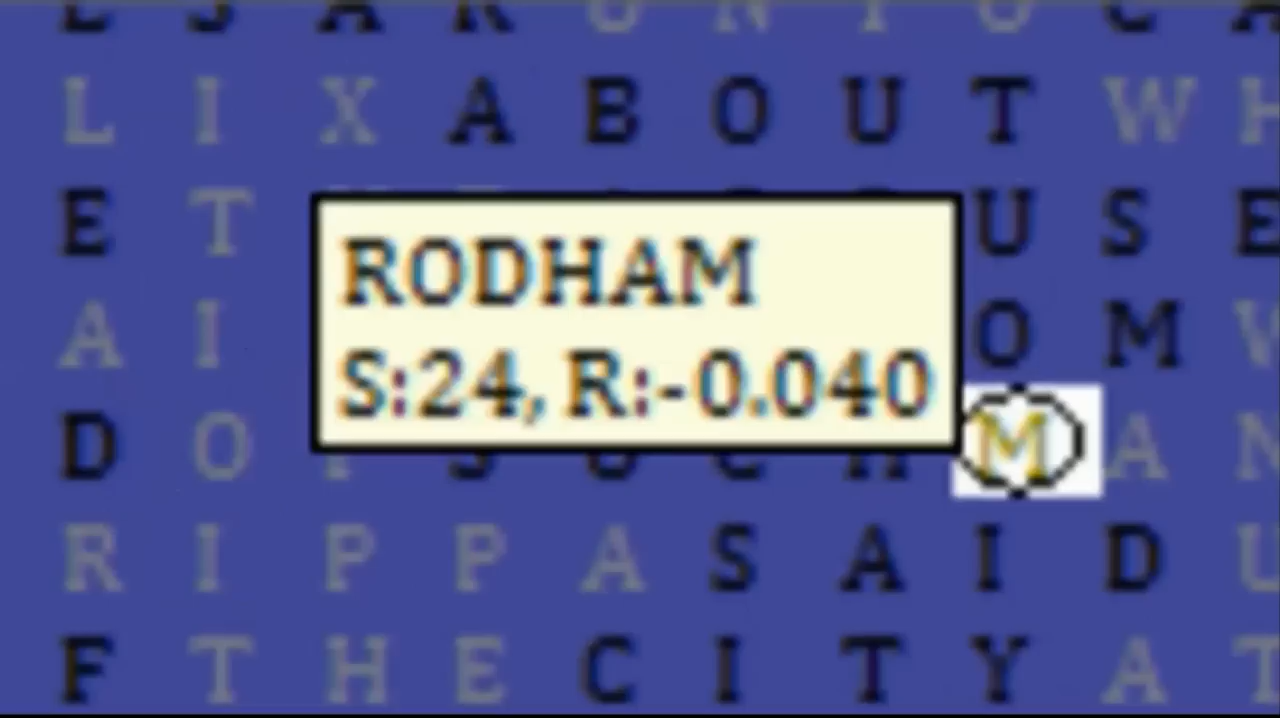 E J A R U N T O C A
L I X A B O U T W H
E T U S E
RODHAM
A I O M
S:24, R:-0.040
D O M A N
R I P P A S A I D U
F T H E C I T Y A T